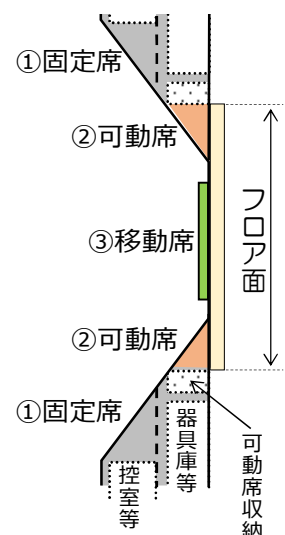 ①固定席
②可動席
③移動席
フロア面
②可動席
①固定席
器具庫等
控室等
可動席収納